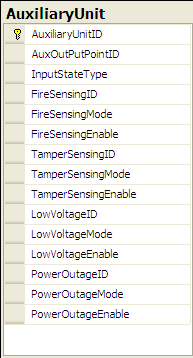 AuxiliaryUnit
AuxiliaryUnitID
AuxOutPutPointID
InputStateType
FireSensingID
FireSensingMode
FireSensingEnable
TamperSensingID
TamperSensingMode
TamperSensingEnable
LowVoltageID
LowVoltageMode
LowVoltageEnable
PowerOutageID
PowerOutageMode
PowerOutageEnable